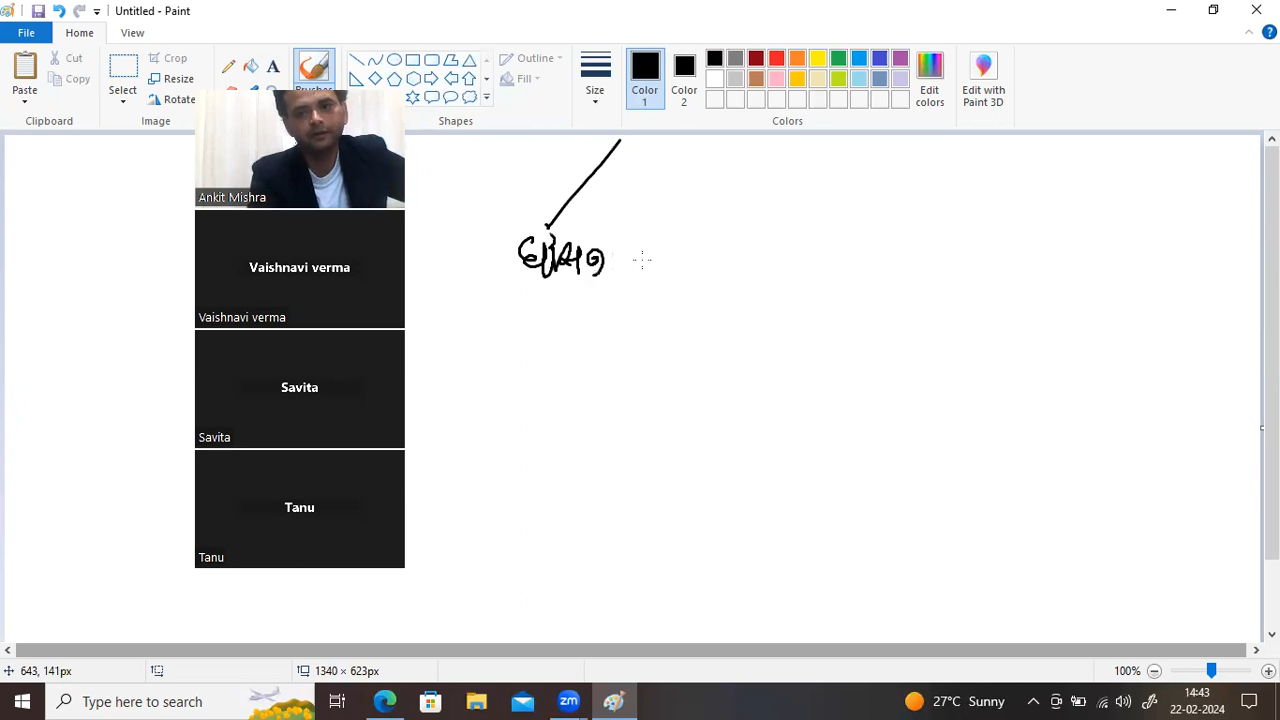 Untitled - Paint
File Home View
Paste
Cut
Copy
Clipboard
Select
Crop
Resize
Rotate
Image
Brushes
Shapes
Outline
Fill
Size
Color
1
Color
2
Edit
colors
Colors
Edit with
Paint 3D
Ankit Mishra
Vaishnavi verma
Vaishnavi verma
Savita
Savita
Tanu
Tanu
643, 141px
1340 × 623px
100%
Type here to search
zm
27°C Sunny
14:43
22-02-2024